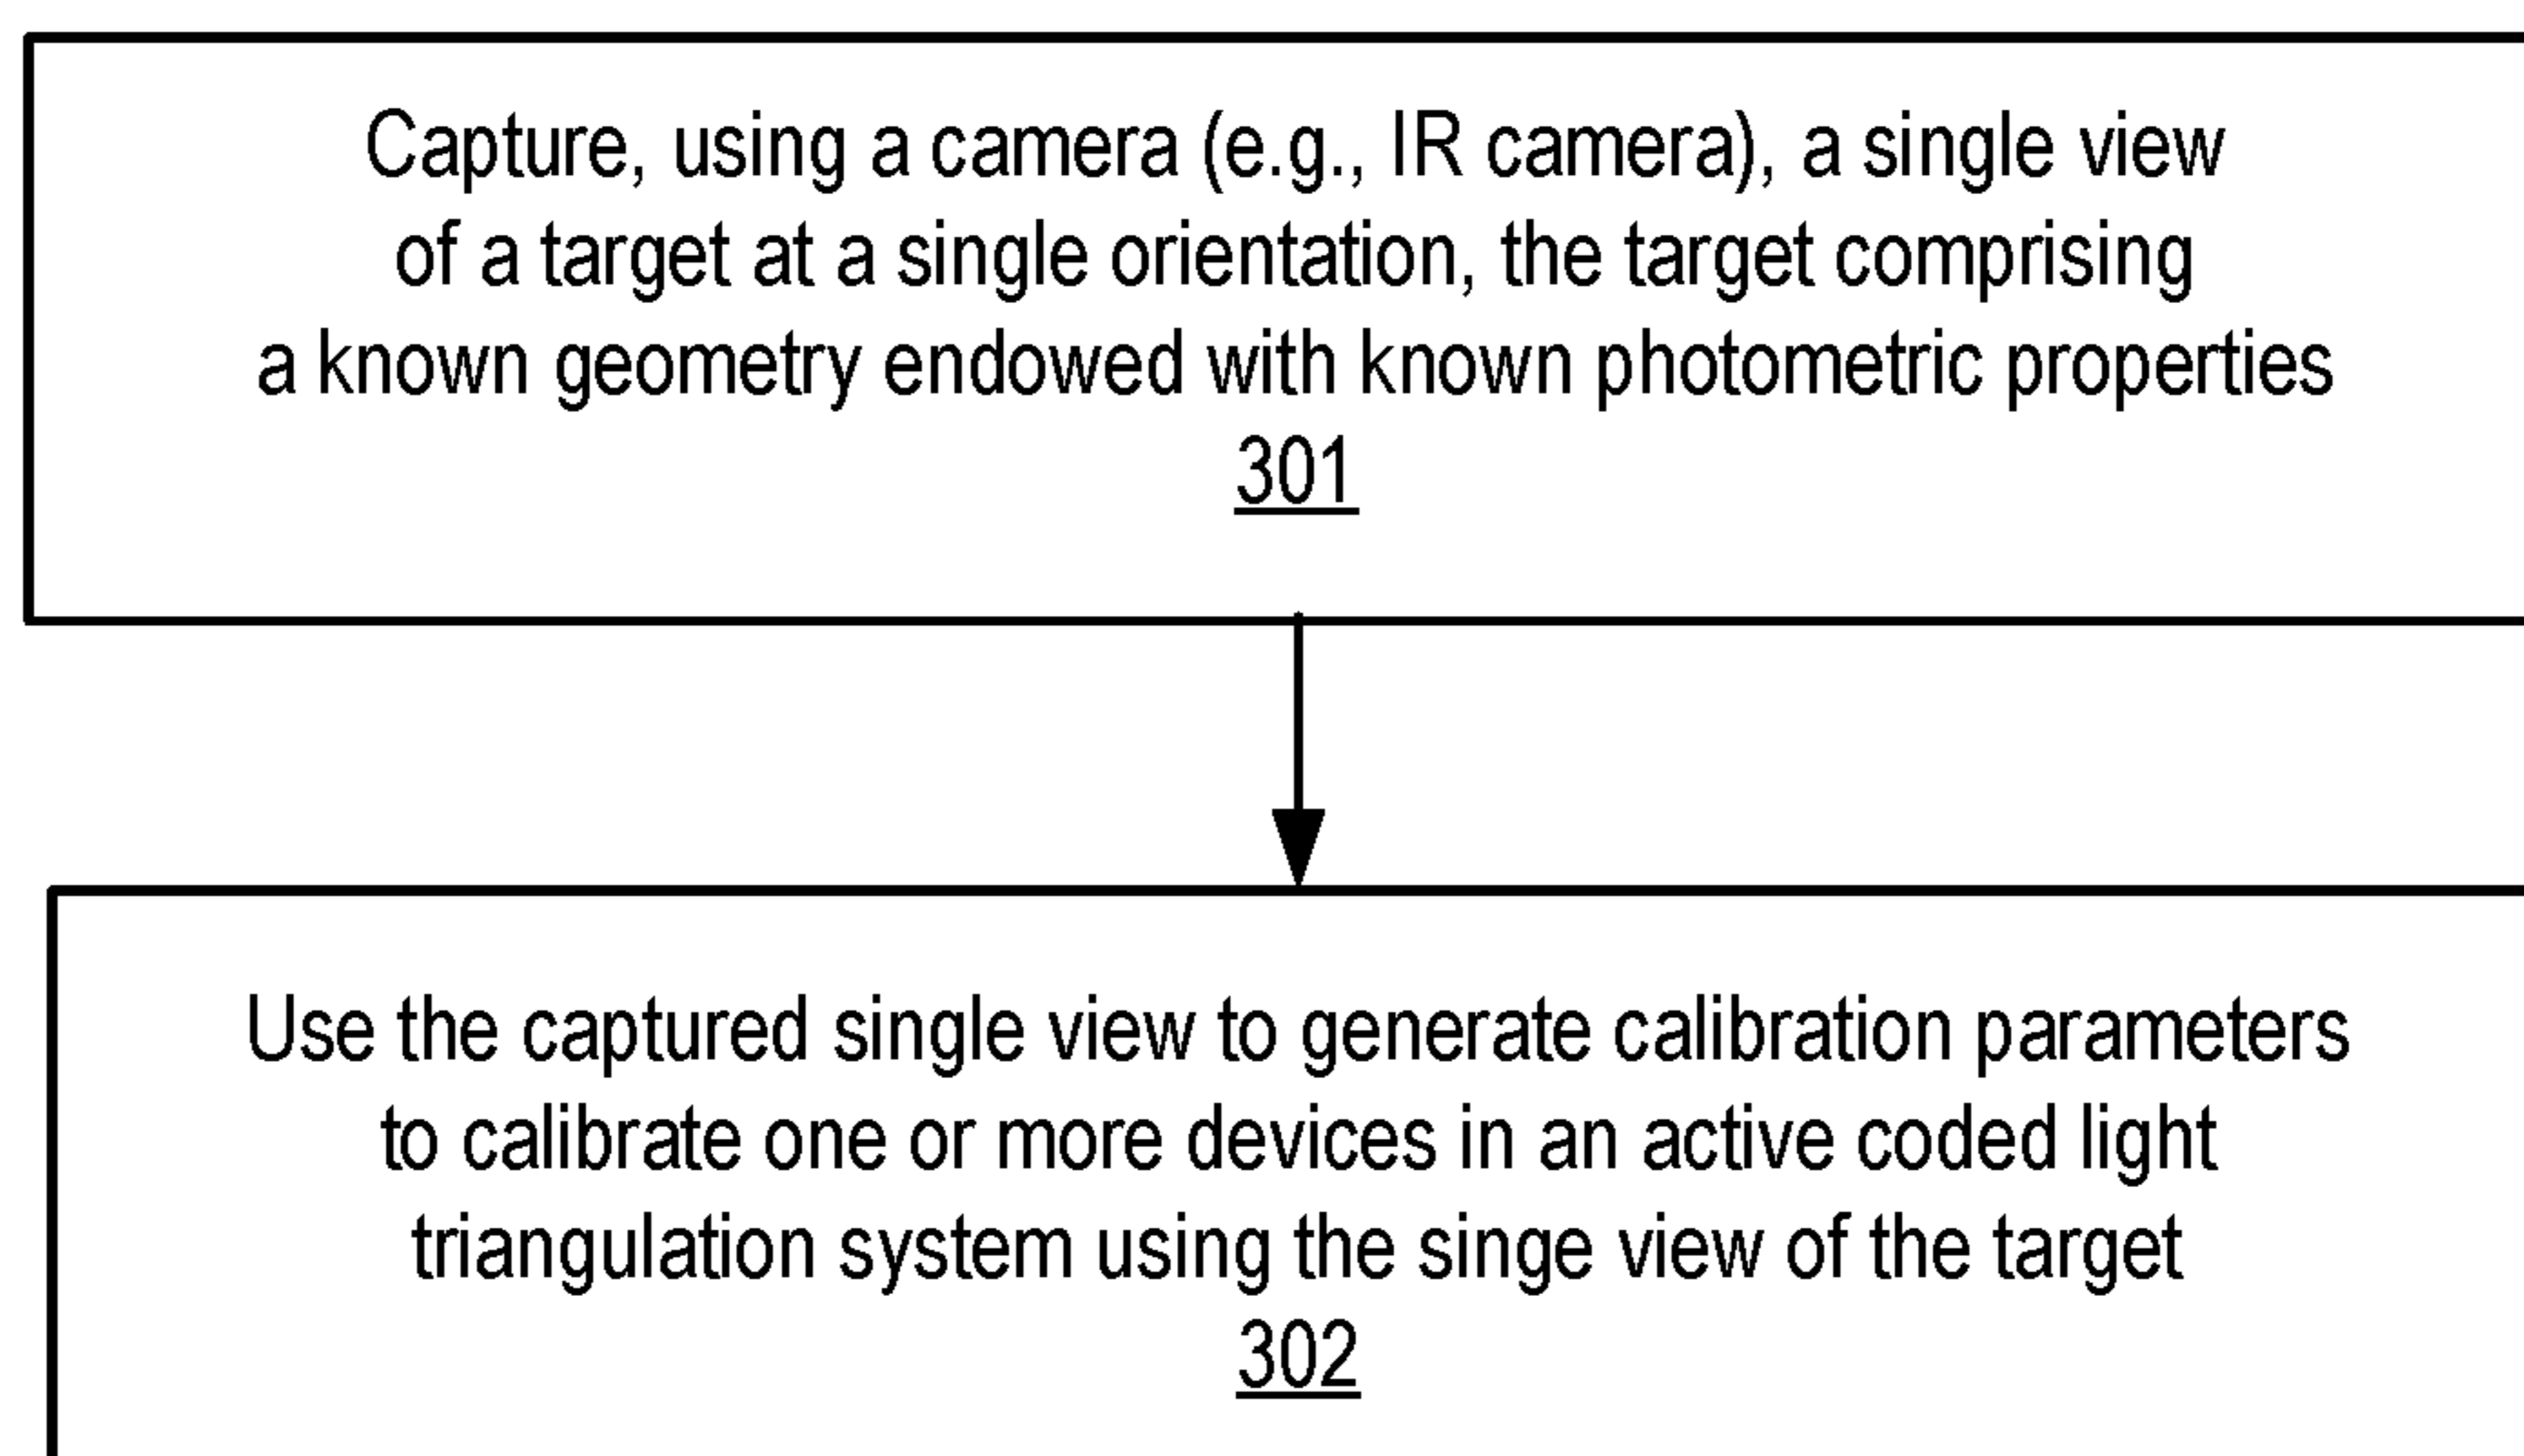 Capture, using a camera (e.g., IR camera), a single view
of a target at a single orientation, the target comprising
a known geometry endowed with known photometric properties
301
Use the captured single view to generate calibration parameters
to calibrate one or more devices in an active coded light
triangulation system using the singe view of the target
302